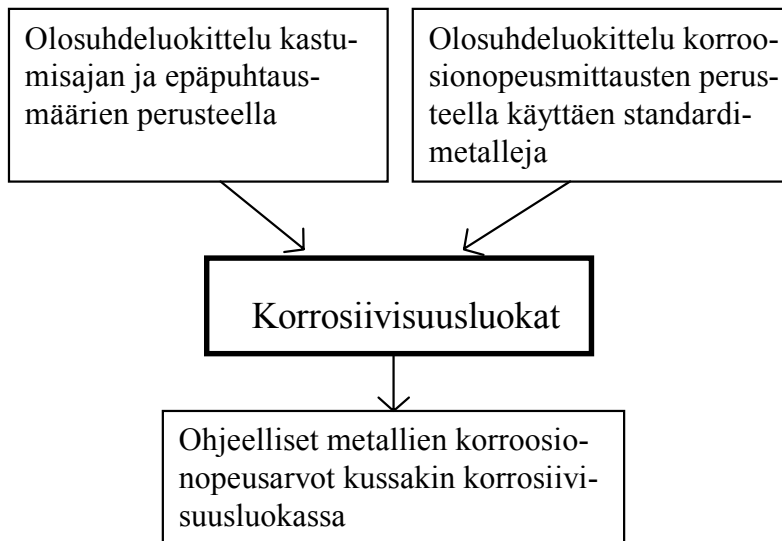 Olosuhdeluokittelu kastu-
misajan ja epäpuhtaus-
määrien perusteella
Olosuhdeluokittelu korroo-
sionopeusmittausten perus-
teella käyttäen standardi-
metalleja
Korrosiivisuusluokat
Ohjeelliset metallien korroosio-
nopeusarvot kussakin korrosiivi-
suusluokassa